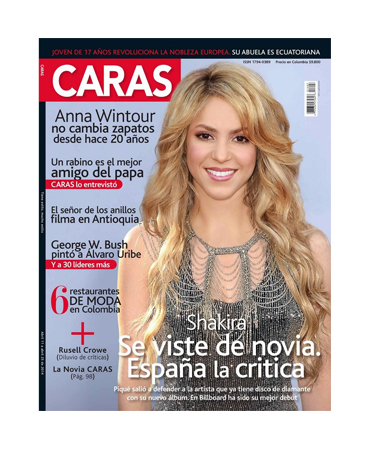 JOVEN DE 17 AÑOS REVOLUCIONA LA NOBLEZA EUROPEA. SU ABUELA ES ECUATORIANA
CARAS
ISSN 1794-0389
Precio en Colombia $9.800
CARAS
Anna Wintour
no cambia zapatos
desde hace 20 años
Un rabino es el mejor
amigo del papa
CARAS lo entrevistó
El señor de los anillos
filma en Antioquia
George W. Bush
pintó a Álvaro Uribe
Y a 30 líderes más
6 restaurantes
DE MODA
en Colombia
+
Rusell Crowe
(Diluvio de críticas)
La Novia CARAS
(Pág. 98)
Shakira
Se viste de novia.
España la critica
Piqué salió a defender a la artista que ya tiene disco de diamante
con su nuevo álbum. En Billboard ha sido su mejor debut